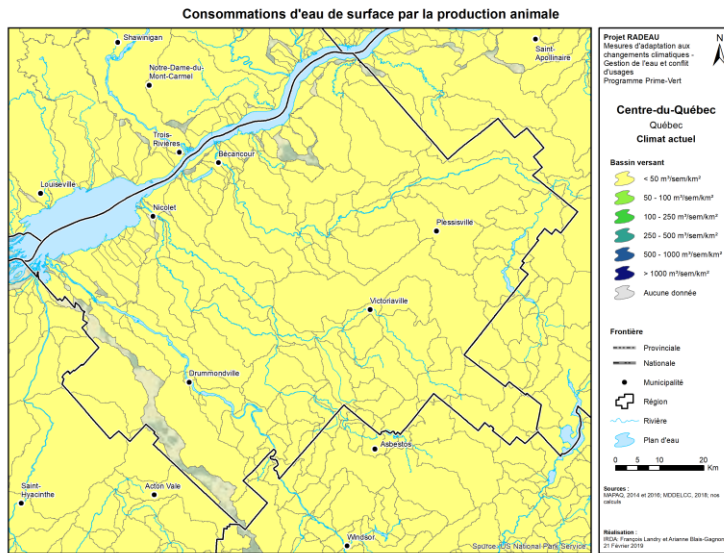 Consommations d'eau de surface par la production animale
Shawinigan
Saint-Apollinaire
Notre-Dame-du-Mont-Carmel
Trois-Rivières
Bécancour
Louiseville
Nicolet
Plessisville
Victoriaville
Drummondville
Asbestos
Saint-Hyacinthe
Acton Vale
Windsor
Source: US National Park Service
Projet RADEAU
Mesures d'adaptation aux
changements climatiques -
Gestion de l'eau et conflit
d'usages
Programme Prime-Vert
N
Centre-du-Québec
Québec
Climat actuel
Bassin versant
< 50 m³/sem/km²
50 - 100 m³/sem/km²
100 - 250 m³/sem/km²
250 - 500 m³/sem/km²
500 - 1000 m³/sem/km²
> 1000 m³/sem/km²
Aucune donnée
Frontière
Provinciale
Nationale
Municipalité
Région
Rivière
Plan d'eau
0 5 10 20
Km
Sources :
MAPAQ, 2014 et 2016; MDDELCC, 2018; nos
calculs
Réalisation :
IRDA: François Landry et Arianne Blais-Gagnon
21 Février 2019